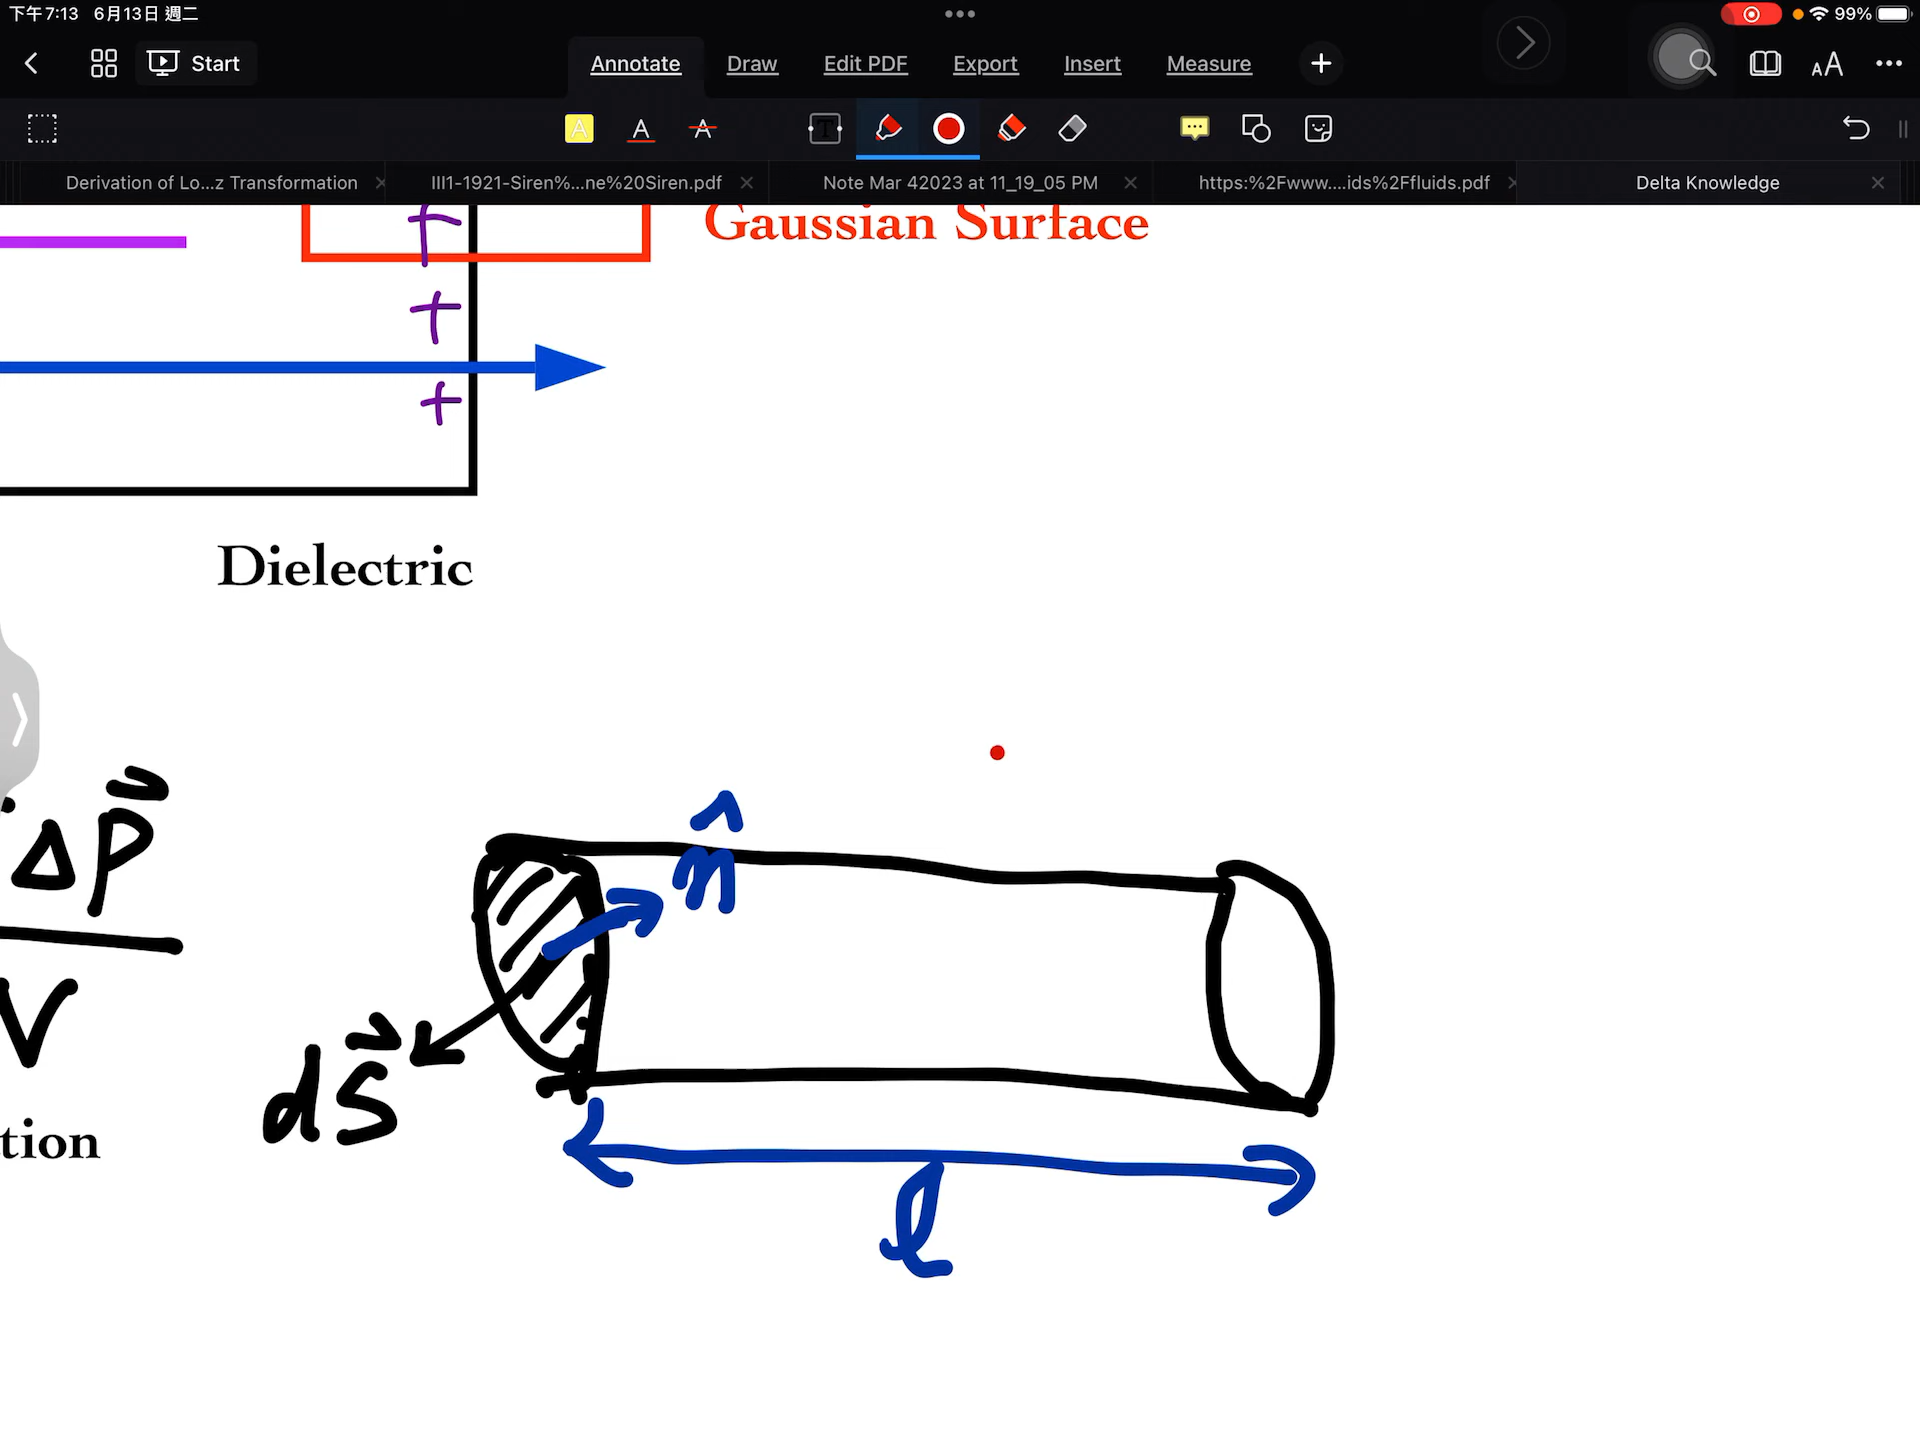 下午7:13 6月13日 週二
99%
Start
Annotate Draw Edit PDF Export Insert Measure
AA
A A A T
Derivation of Lo...z Transformation
III1-1921-Siren%...ne%20Siren.pdf
Note Mar 42023 at 11_19_05 PM
https:%2Fwww....ids%2Ffluids.pdf
Delta Knowledge
Gaussian Surface
+
+
+
Dielectric
Δp⃗
V
tion
n̂
ds⃗
ℓ